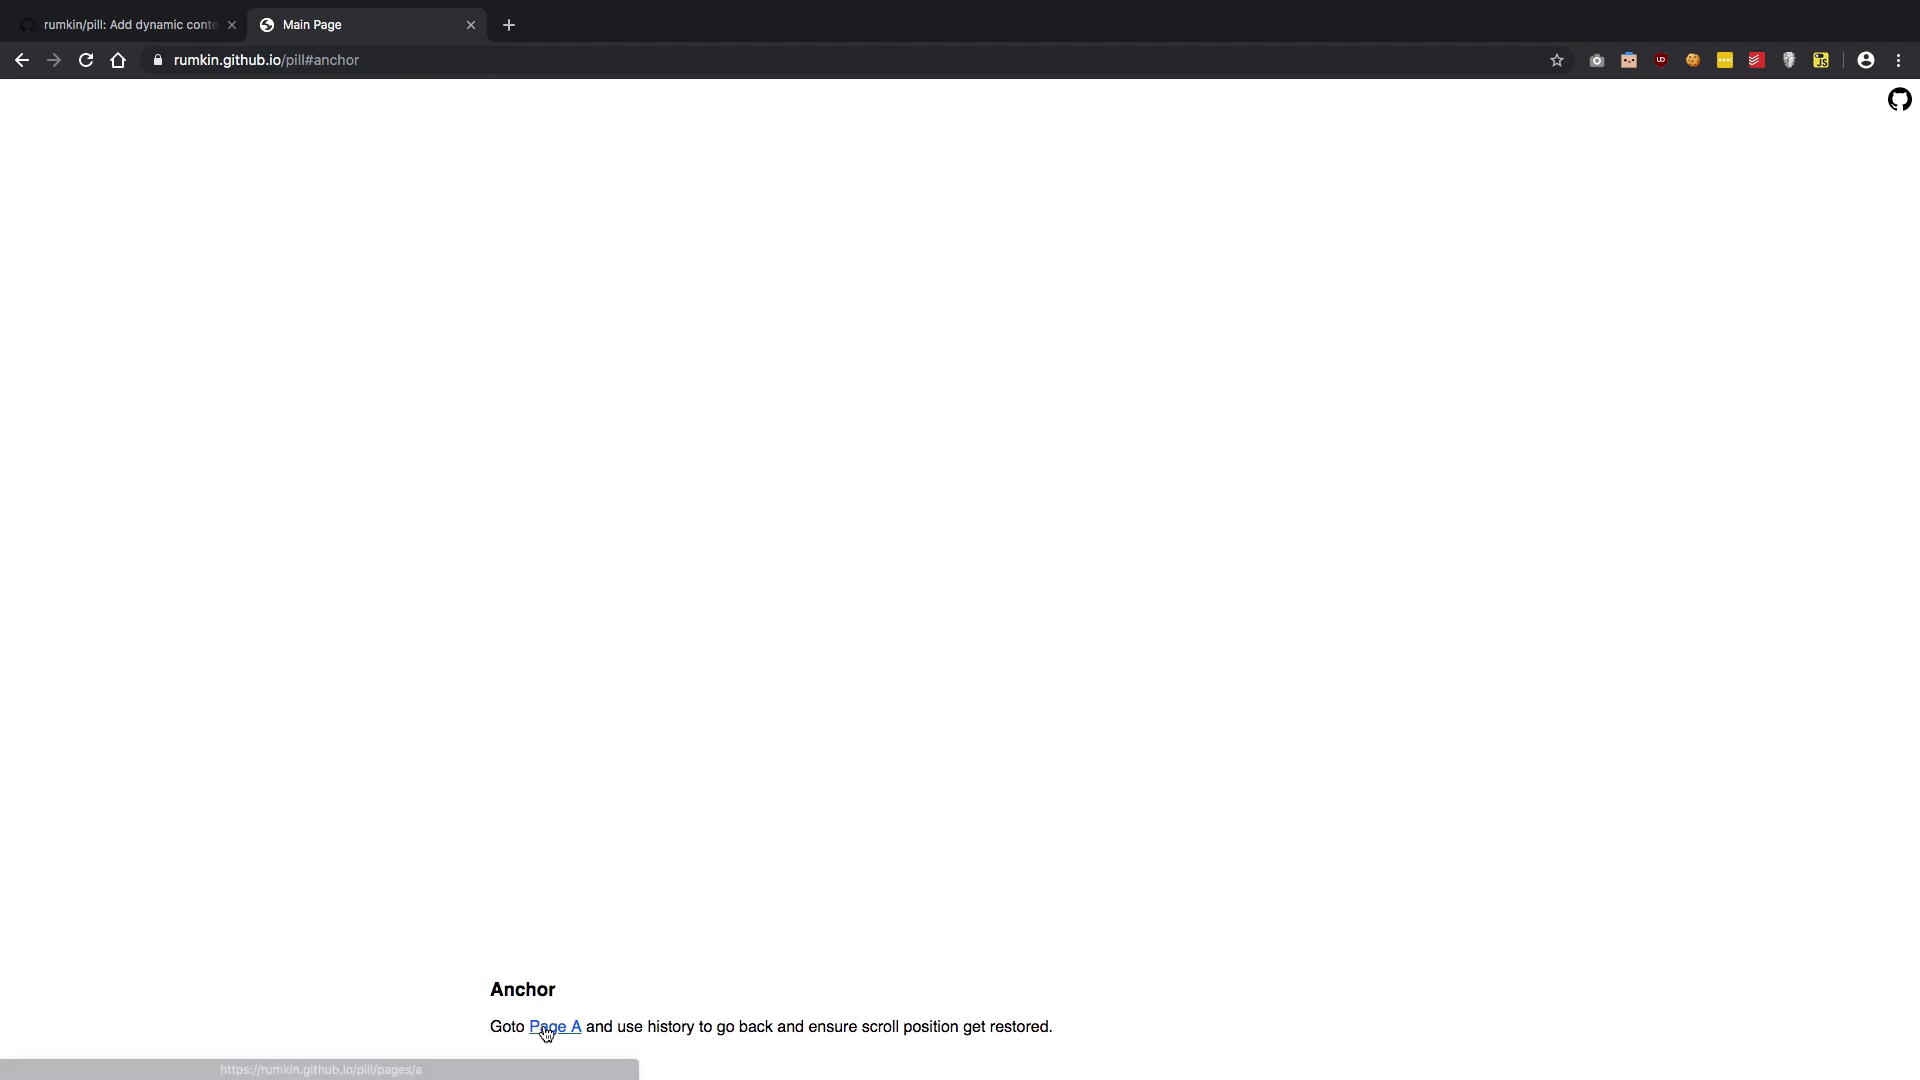 rumkin/pill: Add dynamic conte
Main Page
rumkin.github.io/pill#anchor
Anchor
Goto Page A and use history to go back and ensure scroll position get restored.
https://rumkin.github.io/pill/pages/a